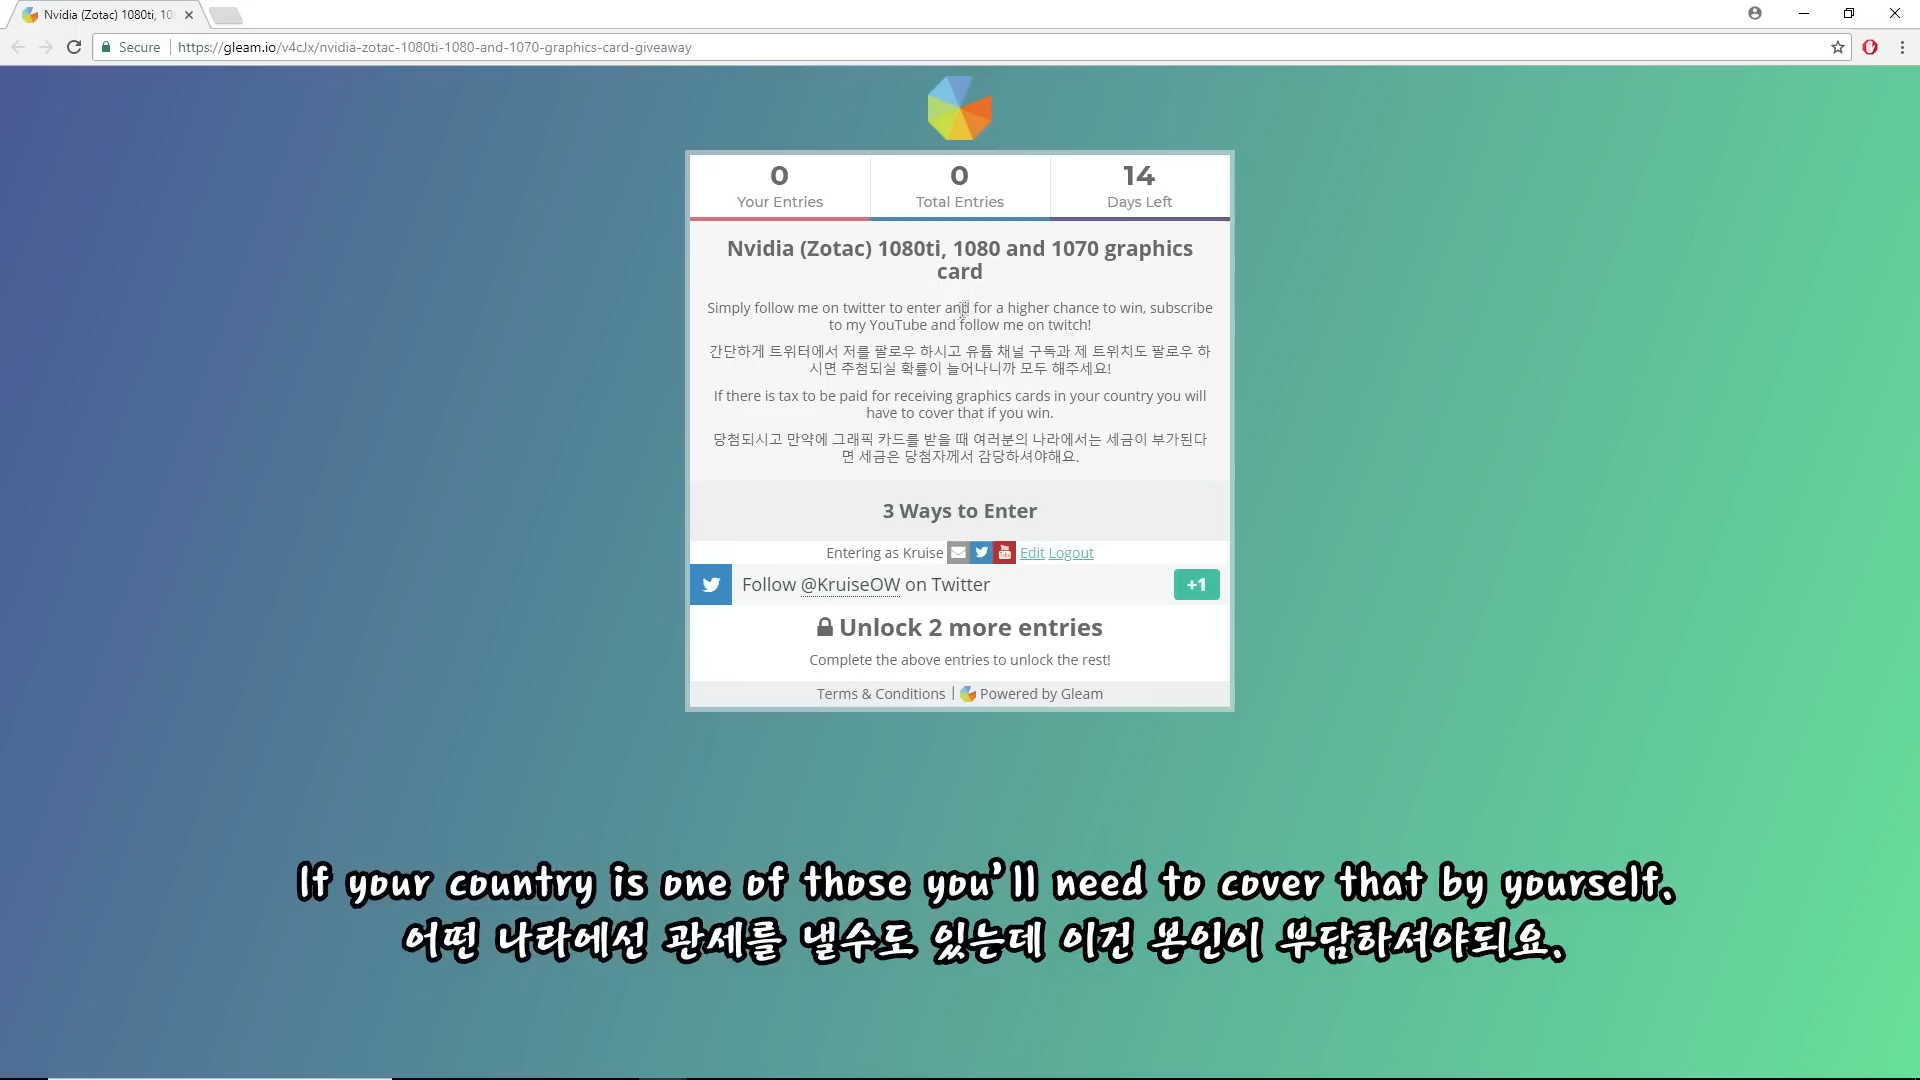 Nvidia (Zotac) 1080ti, 10
Secure
https://gleam.io/v4cJx/nvidia-zotac-1080ti-1080-and-1070-graphics-card-giveaway
0
Your Entries
0
Total Entries
14
Days Left
Nvidia (Zotac) 1080ti, 1080 and 1070 graphics
card
Simply follow me on twitter to enter and for a higher chance to win, subscribe
to my YouTube and follow me on twitch!
간단하게 트위터에서 저를 팔로우 하시고 유튭 채널 구독과 제 트위치도 팔로우 하
시면 추첨되실 확률이 늘어나니까 모두 해주세요!
If there is tax to be paid for receiving graphics cards in your country you will
have to cover that if you win.
당첨되시고 만약에 그래픽 카드를 받을 때 여러분의 나라에서는 세금이 부가된다
면 세금은 당첨자께서 감당하셔야해요.
3 Ways to Enter
Entering as Kruise Edit Logout
Follow @KruiseOW on Twitter +1
Unlock 2 more entries
Complete the above entries to unlock the rest!
Terms & Conditions | Powered by Gleam
If your country is one of those you'll need to cover that by yourself.
어떤 나라에선 관세를 낼수도 있는데 이건 본인이 부담하셔야되요.